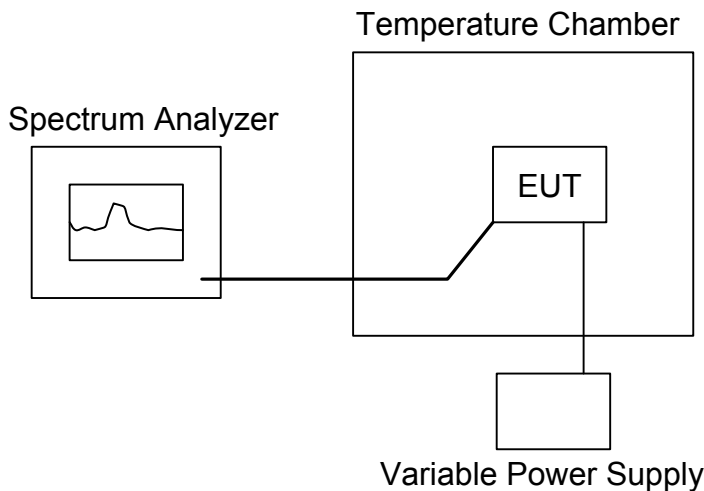 Temperature Chamber
Spectrum Analyzer
EUT
Variable Power Supply